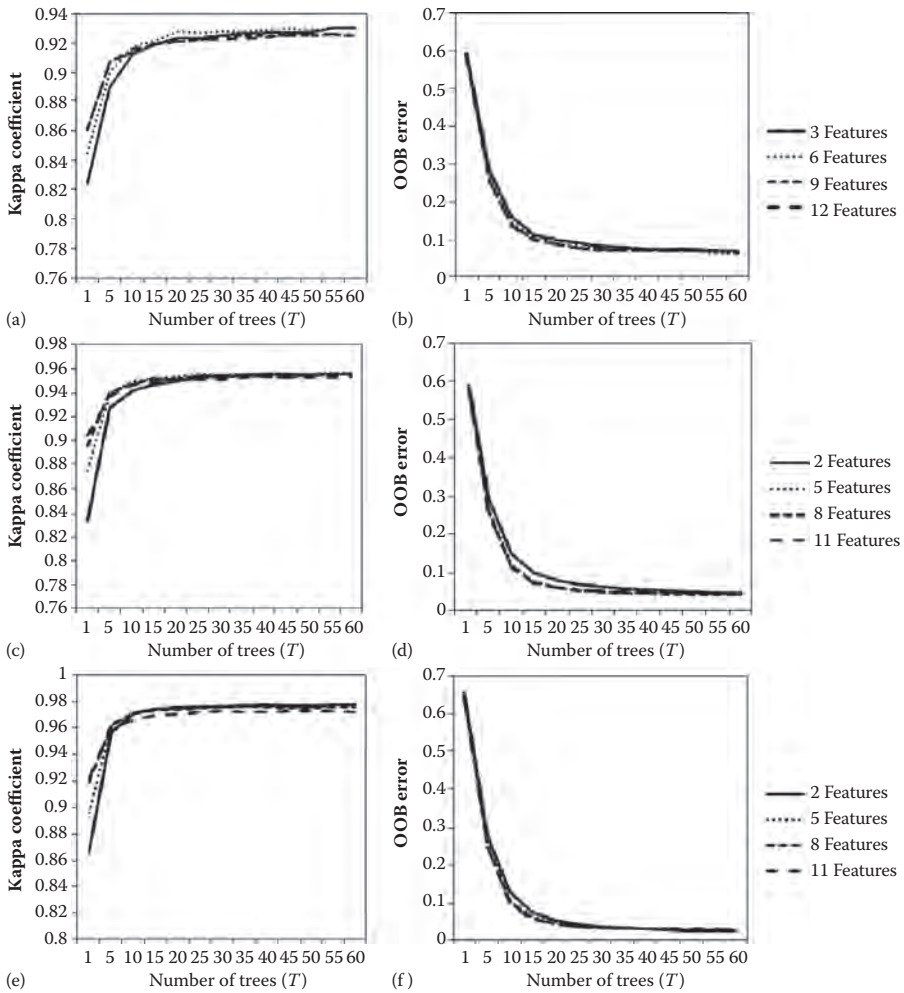 Kappa coefficient
0.94
0.92
0.9
0.88
0.86
0.84
0.82
0.8
0.78
0.76
1 5 10 15 20 25 30 35 40 45 50 55 60
(a)
Number of trees (T)
OOB error
0.7
0.6
0.5
0.4
0.3
0.2
0.1
0
1 5 10 15 20 25 30 35 40 45 50 55 60
(b)
Number of trees (T)
3 Features
6 Features
9 Features
12 Features
Kappa coefficient
0.98
0.96
0.94
0.92
0.9
0.88
0.86
0.84
0.82
0.8
0.78
0.76
1 5 10 15 20 25 30 35 40 45 50 55 60
(c)
Number of trees (T)
OOB error
0.7
0.6
0.5
0.4
0.3
0.2
0.1
0
1 5 10 15 20 25 30 35 40 45 50 55 60
(d)
Number of trees (T)
2 Features
5 Features
8 Features
11 Features
Kappa coefficient
1
0.98
0.96
0.94
0.92
0.9
0.88
0.86
0.84
0.82
0.8
1 5 10 15 20 25 30 35 40 45 50 55 60
(e)
Number of trees (T)
OOB error
0.7
0.6
0.5
0.4
0.3
0.2
0.1
0
1 5 10 15 20 25 30 35 40 45 50 55 60
(f)
Number of trees (T)
2 Features
5 Features
8 Features
11 Features